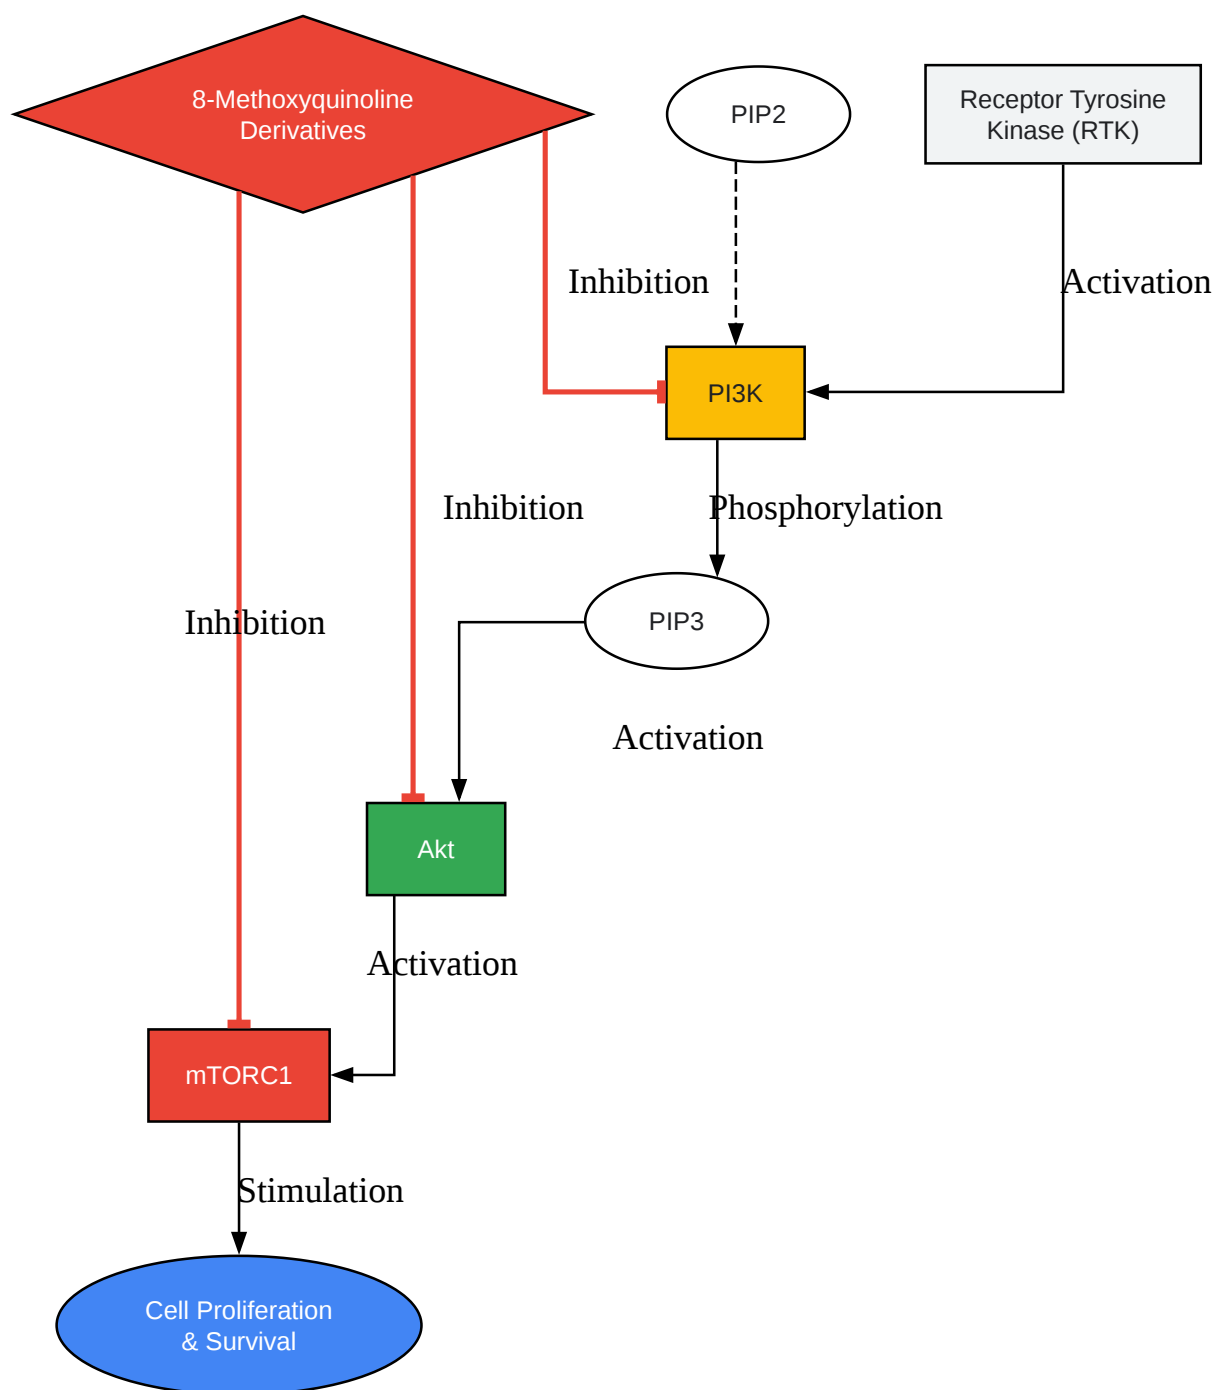 8-Methoxyquinoline
Derivatives
PIP2
Receptor Tyrosine
Kinase (RTK)
Inhibition
Activation
PI3K
Inhibition
Phosphorylation
Inhibition
PIP3
Activation
Akt
Activation
mTORC1
Stimulation
Cell Proliferation
& Survival